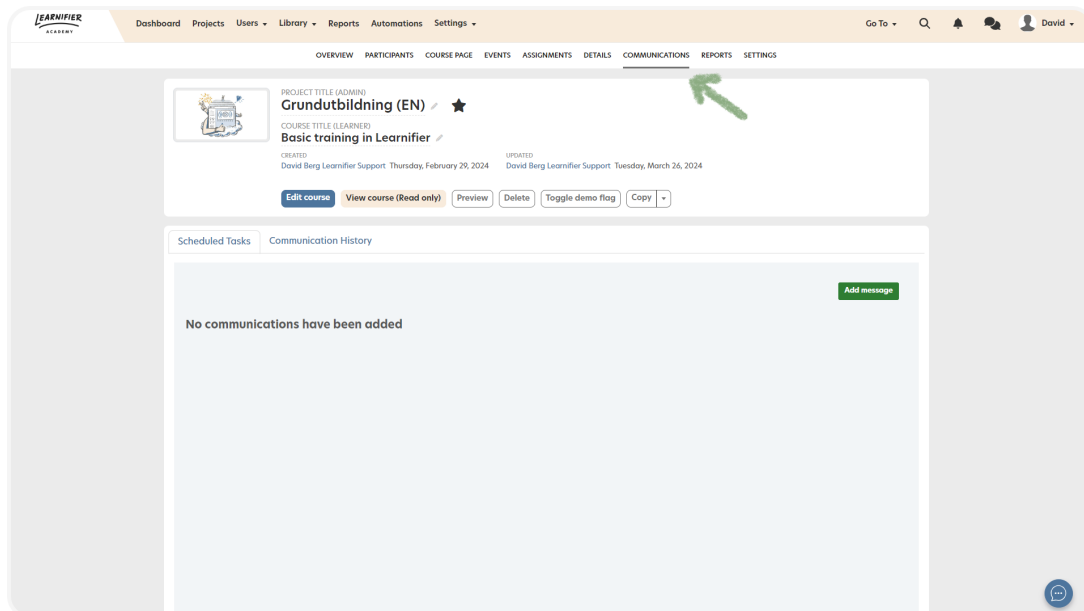 LEARNIFIER
ACADEMY
Dashboard Projects Users Library Reports Automations Settings Go To David
OVERVIEW PARTICIPANTS COURSE PAGE EVENTS ASSIGNMENTS DETAILS COMMUNICATIONS REPORTS SETTINGS
PROJECT TITLE (ADMIN)
Grundutbildning (EN)
COURSE TITLE (LEARNER)
Basic training in Learnifier
CREATED UPDATED
David Berg Learnifier Support Thursday, February 29, 2024 David Berg Learnifier Support Tuesday, March 26, 2024
Edit course View course (Read only) Preview Delete Toggle demo flag Copy
Scheduled Tasks Communication History
Add message
No communications have been added